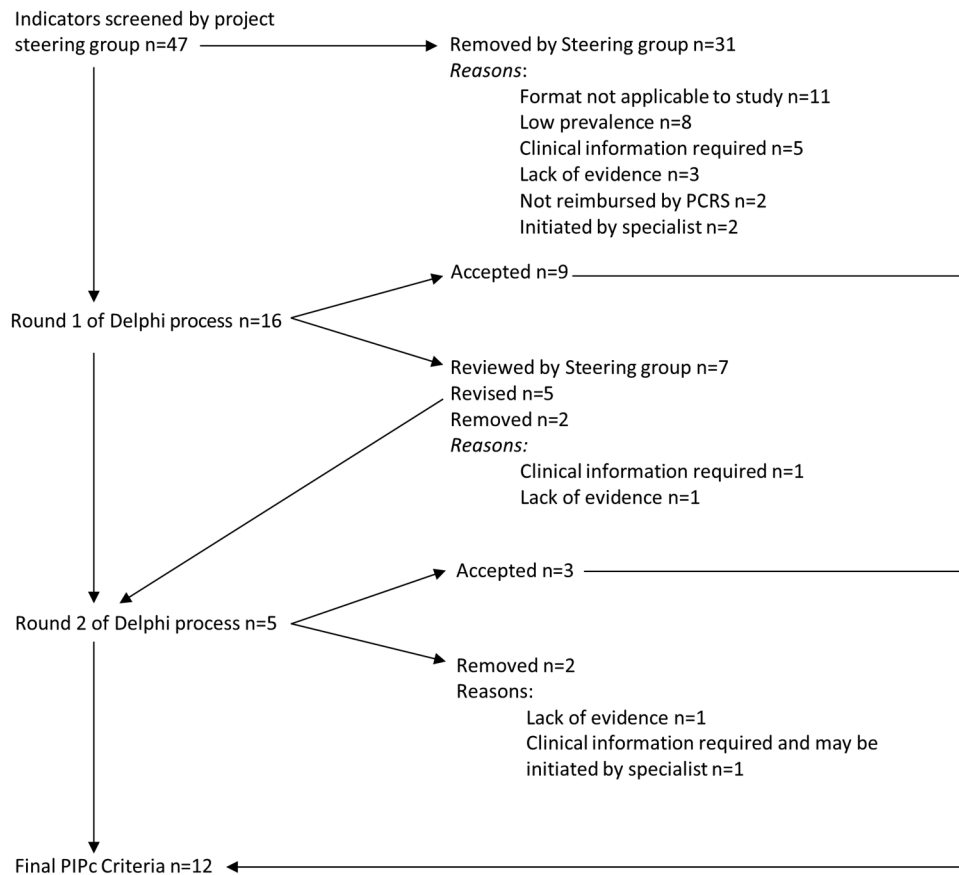 Indicators screened by project
steering group n=47
Removed by Steering group n=31
Reasons:
Format not applicable to study n=11
Low prevalence n=8
Clinical information required n=5
Lack of evidence n=3
Not reimbursed by PCRS n=2
Initiated by specialist n=2
Accepted n=9
Round 1 of Delphi process n=16
Reviewed by Steering group n=7
Revised n=5
Removed n=2
Reasons:
Clinical information required n=1
Lack of evidence n=1
Accepted n=3
Round 2 of Delphi process n=5
Removed n=2
Reasons:
Lack of evidence n=1
Clinical information required and may be
initiated by specialist n=1
Final PIPc Criteria n=12